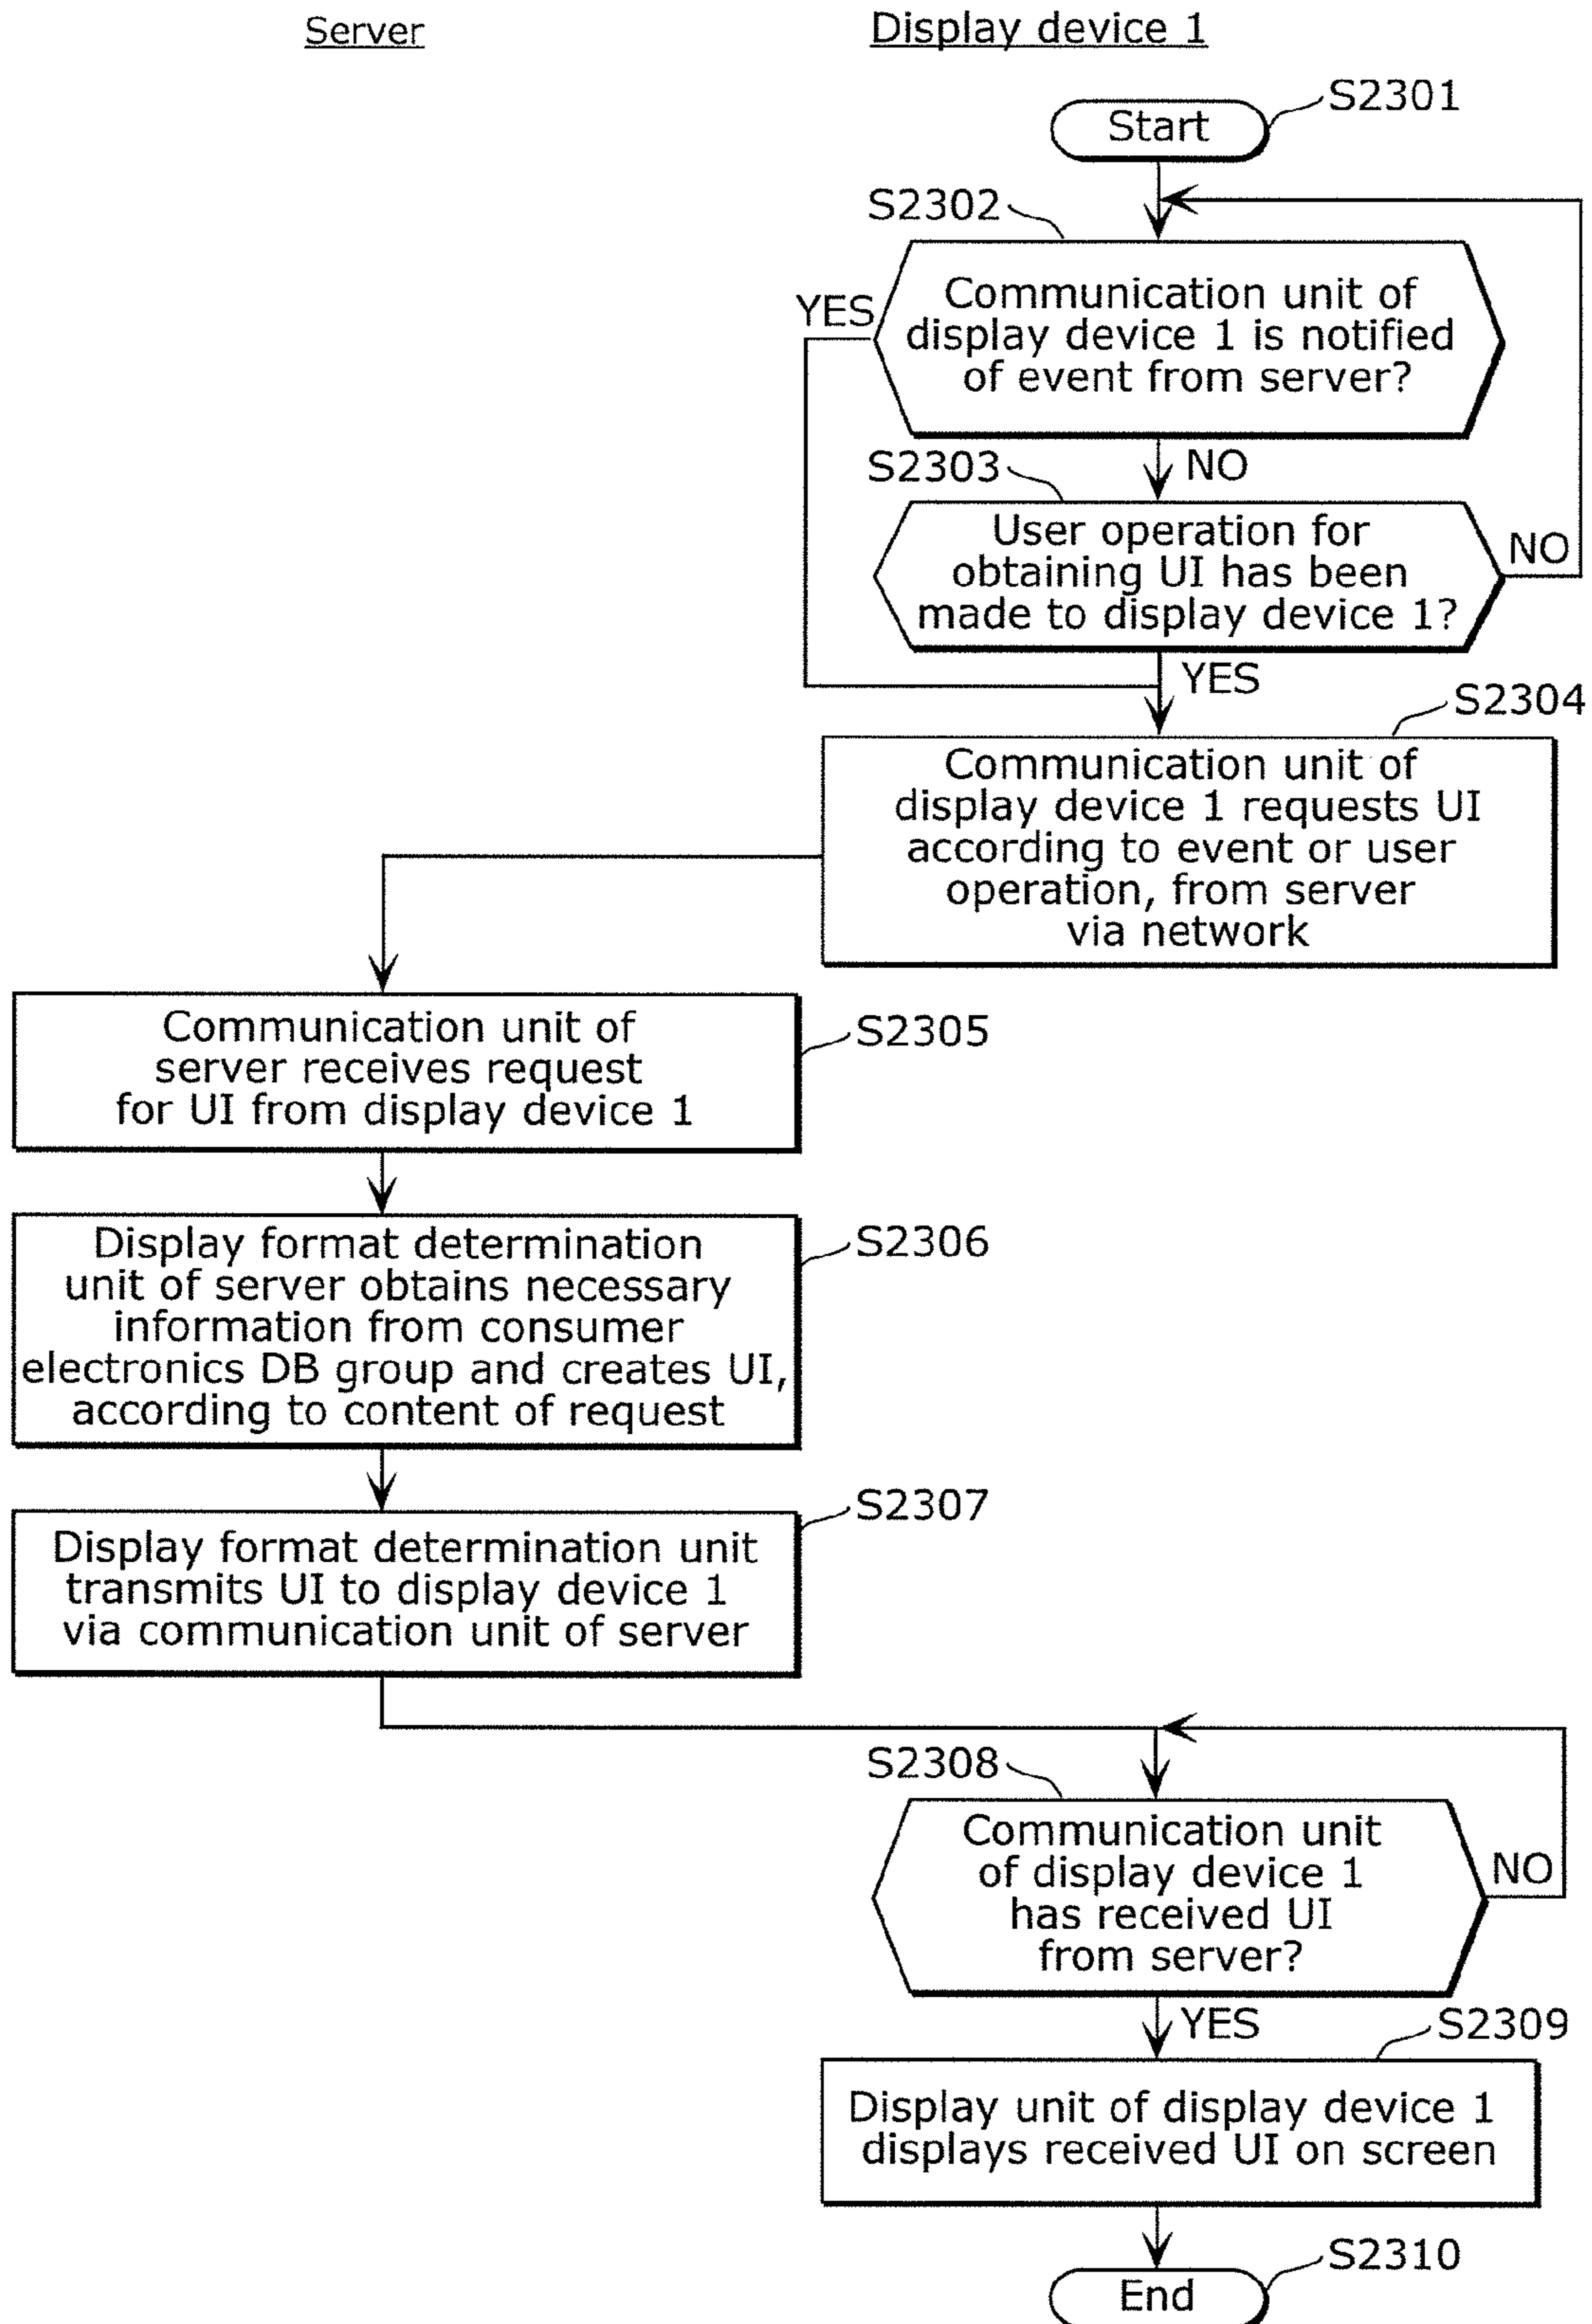 Server
Display device 1
S2301
Start
S2302
Communication unit of
display device 1 is notified
of event from server?
YES
NO
S2303
User operation for
obtaining UI has been
made to display device 1?
NO
YES
S2304
Communication unit of
display device 1 requests UI
according to event or user
operation, from server
via network
Communication unit of
server receives request
for UI from display device 1
S2305
Display format determination
unit of server obtains necessary
information from consumer
electronics DB group and creates UI,
according to content of request
S2306
Display format determination unit
transmits UI to display device 1
via communication unit of server
S2307
S2308
Communication unit
of display device 1
has received UI
from server?
NO
YES
S2309
Display unit of display device 1
displays received UI on screen
S2310
End